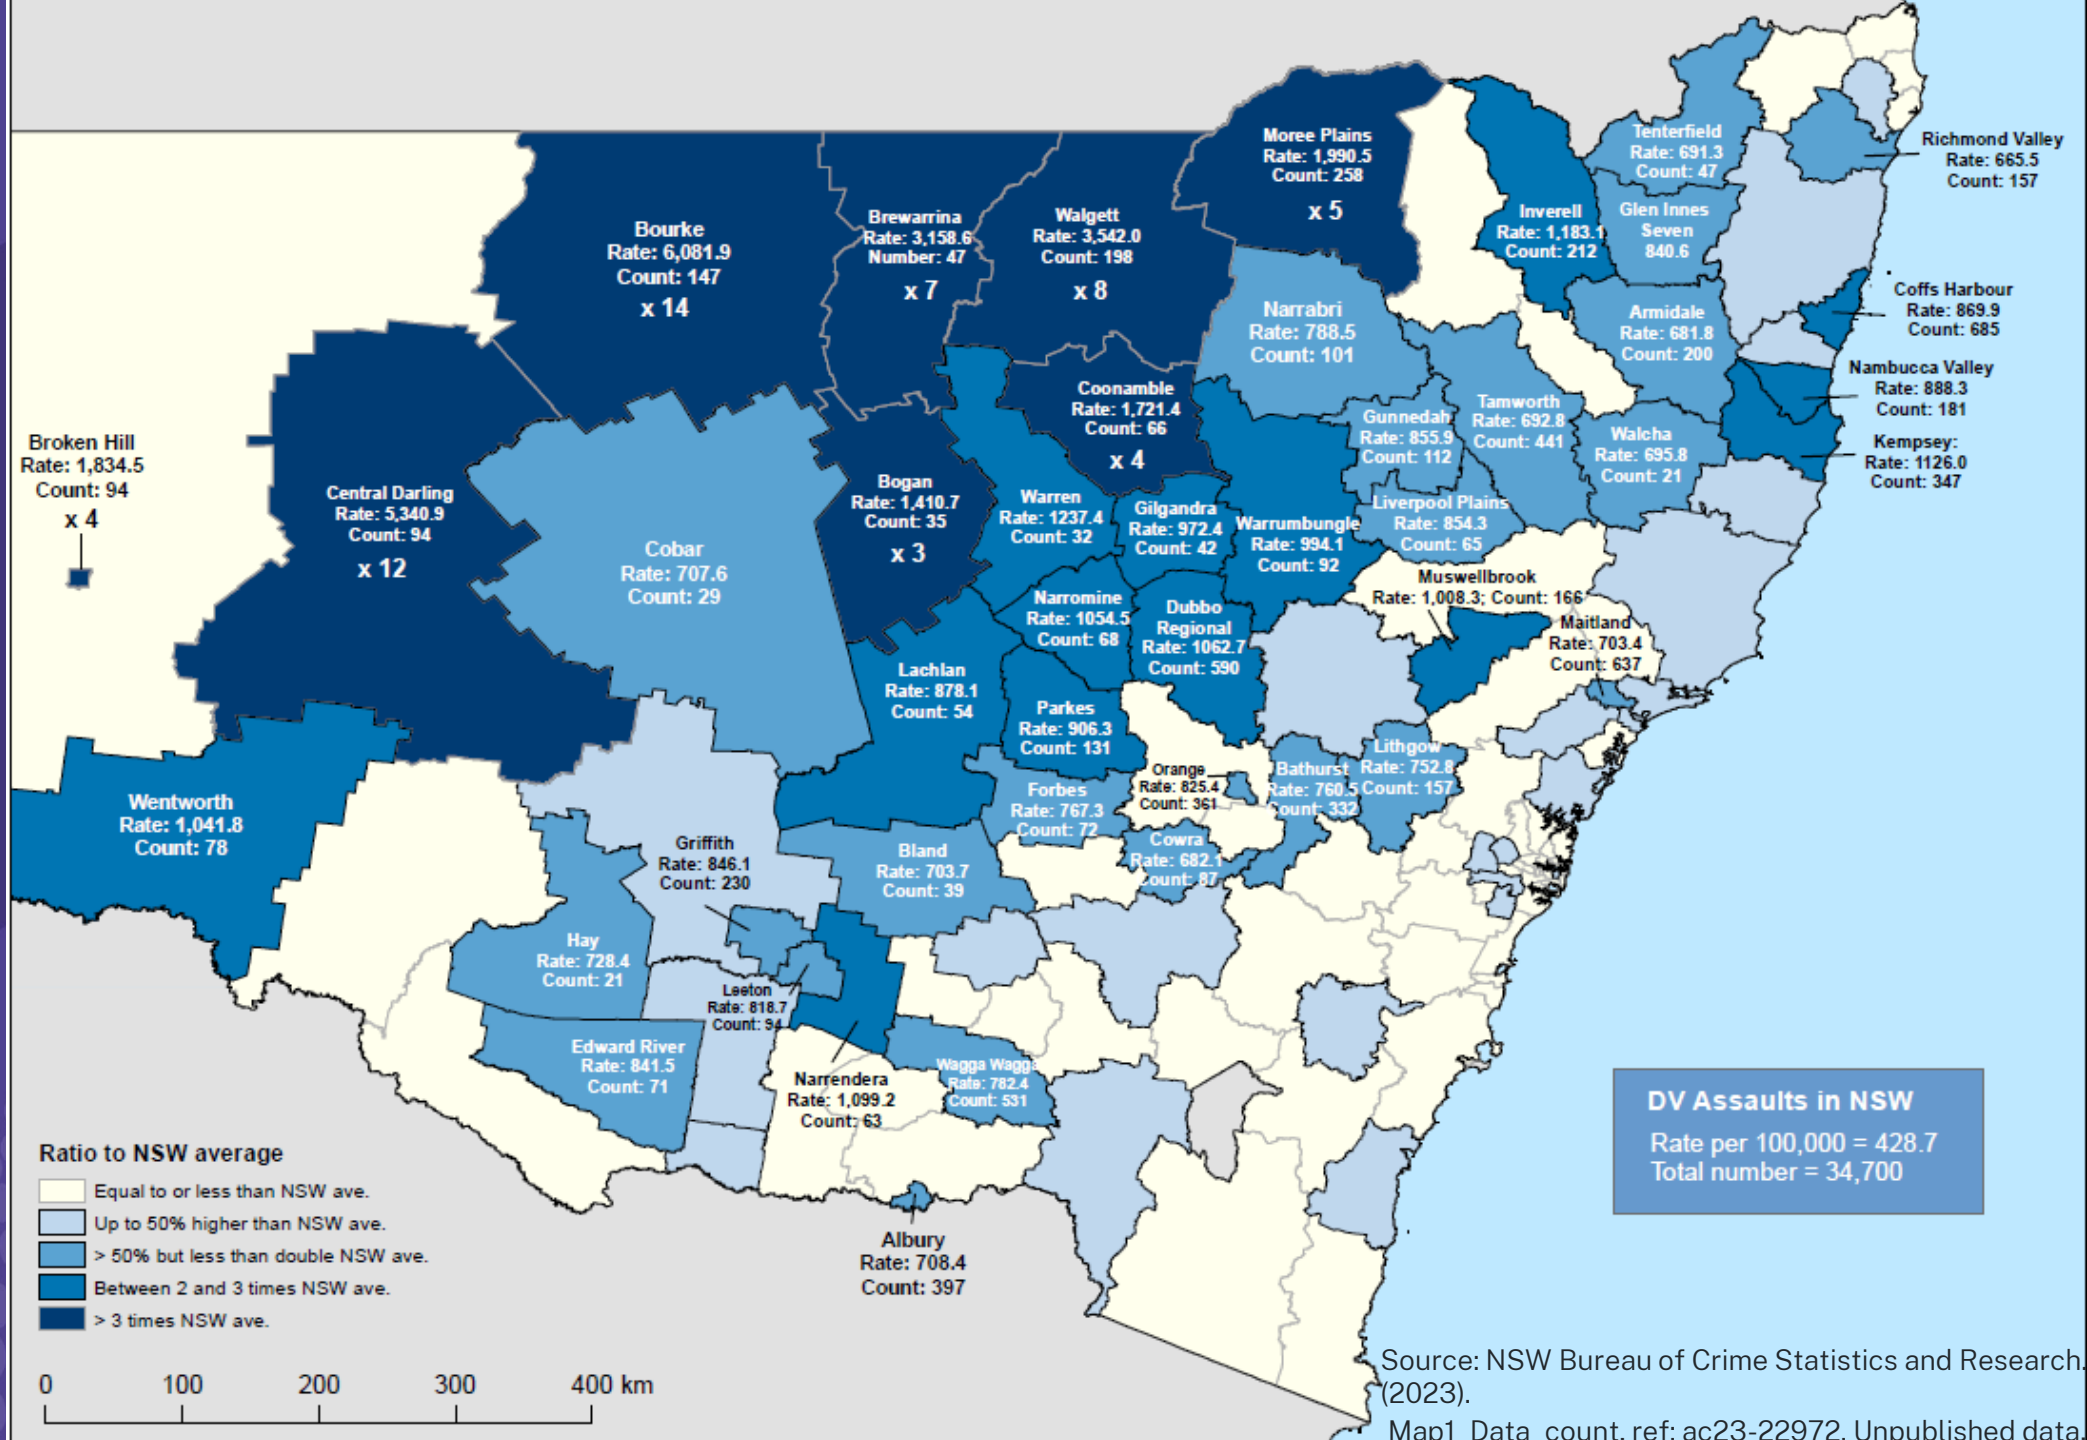 Moree Plains
Rate: 1,990.5
Count: 258
x 5
Tenterfield
Rate: 691.3
Count: 47
Richmond Valley
Rate: 665.5
Count: 157
Bourke
Rate: 6,081.9
Count: 147
x 14
Brewarrina
Rate: 3,158.6
Number: 47
x 7
Walgett
Rate: 3,542.0
Count: 198
x 8
Inverell
Rate: 1,183.1
Count: 212
Glen Innes
Seven
840.6
Coffs Harbour
Rate: 869.9
Count: 685
Narrabri
Rate: 788.5
Count: 101
Armidale
Rate: 681.8
Count: 200
Nambucca Valley
Rate: 888.3
Count: 181
Coonamble
Rate: 1,721.4
Count: 66
x 4
Gunnedah
Rate: 855.9
Count: 112
Tamworth
Rate: 692.8
Count: 441
Walcha
Rate: 695.8
Count: 21
Kempsey:
Rate: 1126.0
Count: 347
Broken Hill
Rate: 1,834.5
Count: 94
x 4
Central Darling
Rate: 5,340.9
Count: 94
x 12
Cobar
Rate: 707.6
Count: 29
Bogan
Rate: 1,410.7
Count: 35
x 3
Warren
Rate: 1237.4
Count: 32
Gilgandra
Rate: 972.4
Count: 42
Warrumbungle
Rate: 994.1
Count: 92
Liverpool Plains
Rate: 854.3
Count: 65
Muswellbrook
Rate: 1,008.3; Count: 166
Maitland
Rate: 703.4
Count: 637
Narromine
Rate: 1054.5
Count: 68
Dubbo
Regional
Rate: 1062.7
Count: 590
Lachlan
Rate: 878.1
Count: 54
Parkes
Rate: 906.3
Count: 131
Orange
Rate: 825.4
Count: 361
Bathurst
Rate: 760.5
Count: 332
Lithgow
Rate: 752.8
Count: 157
Wentworth
Rate: 1,041.8
Count: 78
Forbes
Rate: 767.3
Count: 72
Cowra
Rate: 682.1
Count: 87
Griffith
Rate: 846.1
Count: 230
Bland
Rate: 703.7
Count: 39
Hay
Rate: 728.4
Count: 21
Leeton
Rate: 818.7
Count: 94
Edward River
Rate: 841.5
Count: 71
Narrendera
Rate: 1,099.2
Count: 63
Wagga Wagga
Rate: 782.4
Count: 531
Albury
Rate: 708.4
Count: 397
DV Assaults in NSW
Rate per 100,000 = 428.7
Total number = 34,700
Ratio to NSW average
Equal to or less than NSW ave.
Up to 50% higher than NSW ave.
> 50% but less than double NSW ave.
Between 2 and 3 times NSW ave.
> 3 times NSW ave.
0 100 200 300 400 km
Source: NSW Bureau of Crime Statistics and Research.
(2023).
Map1_Data_count, ref: ac23-22972. Unpublished data.